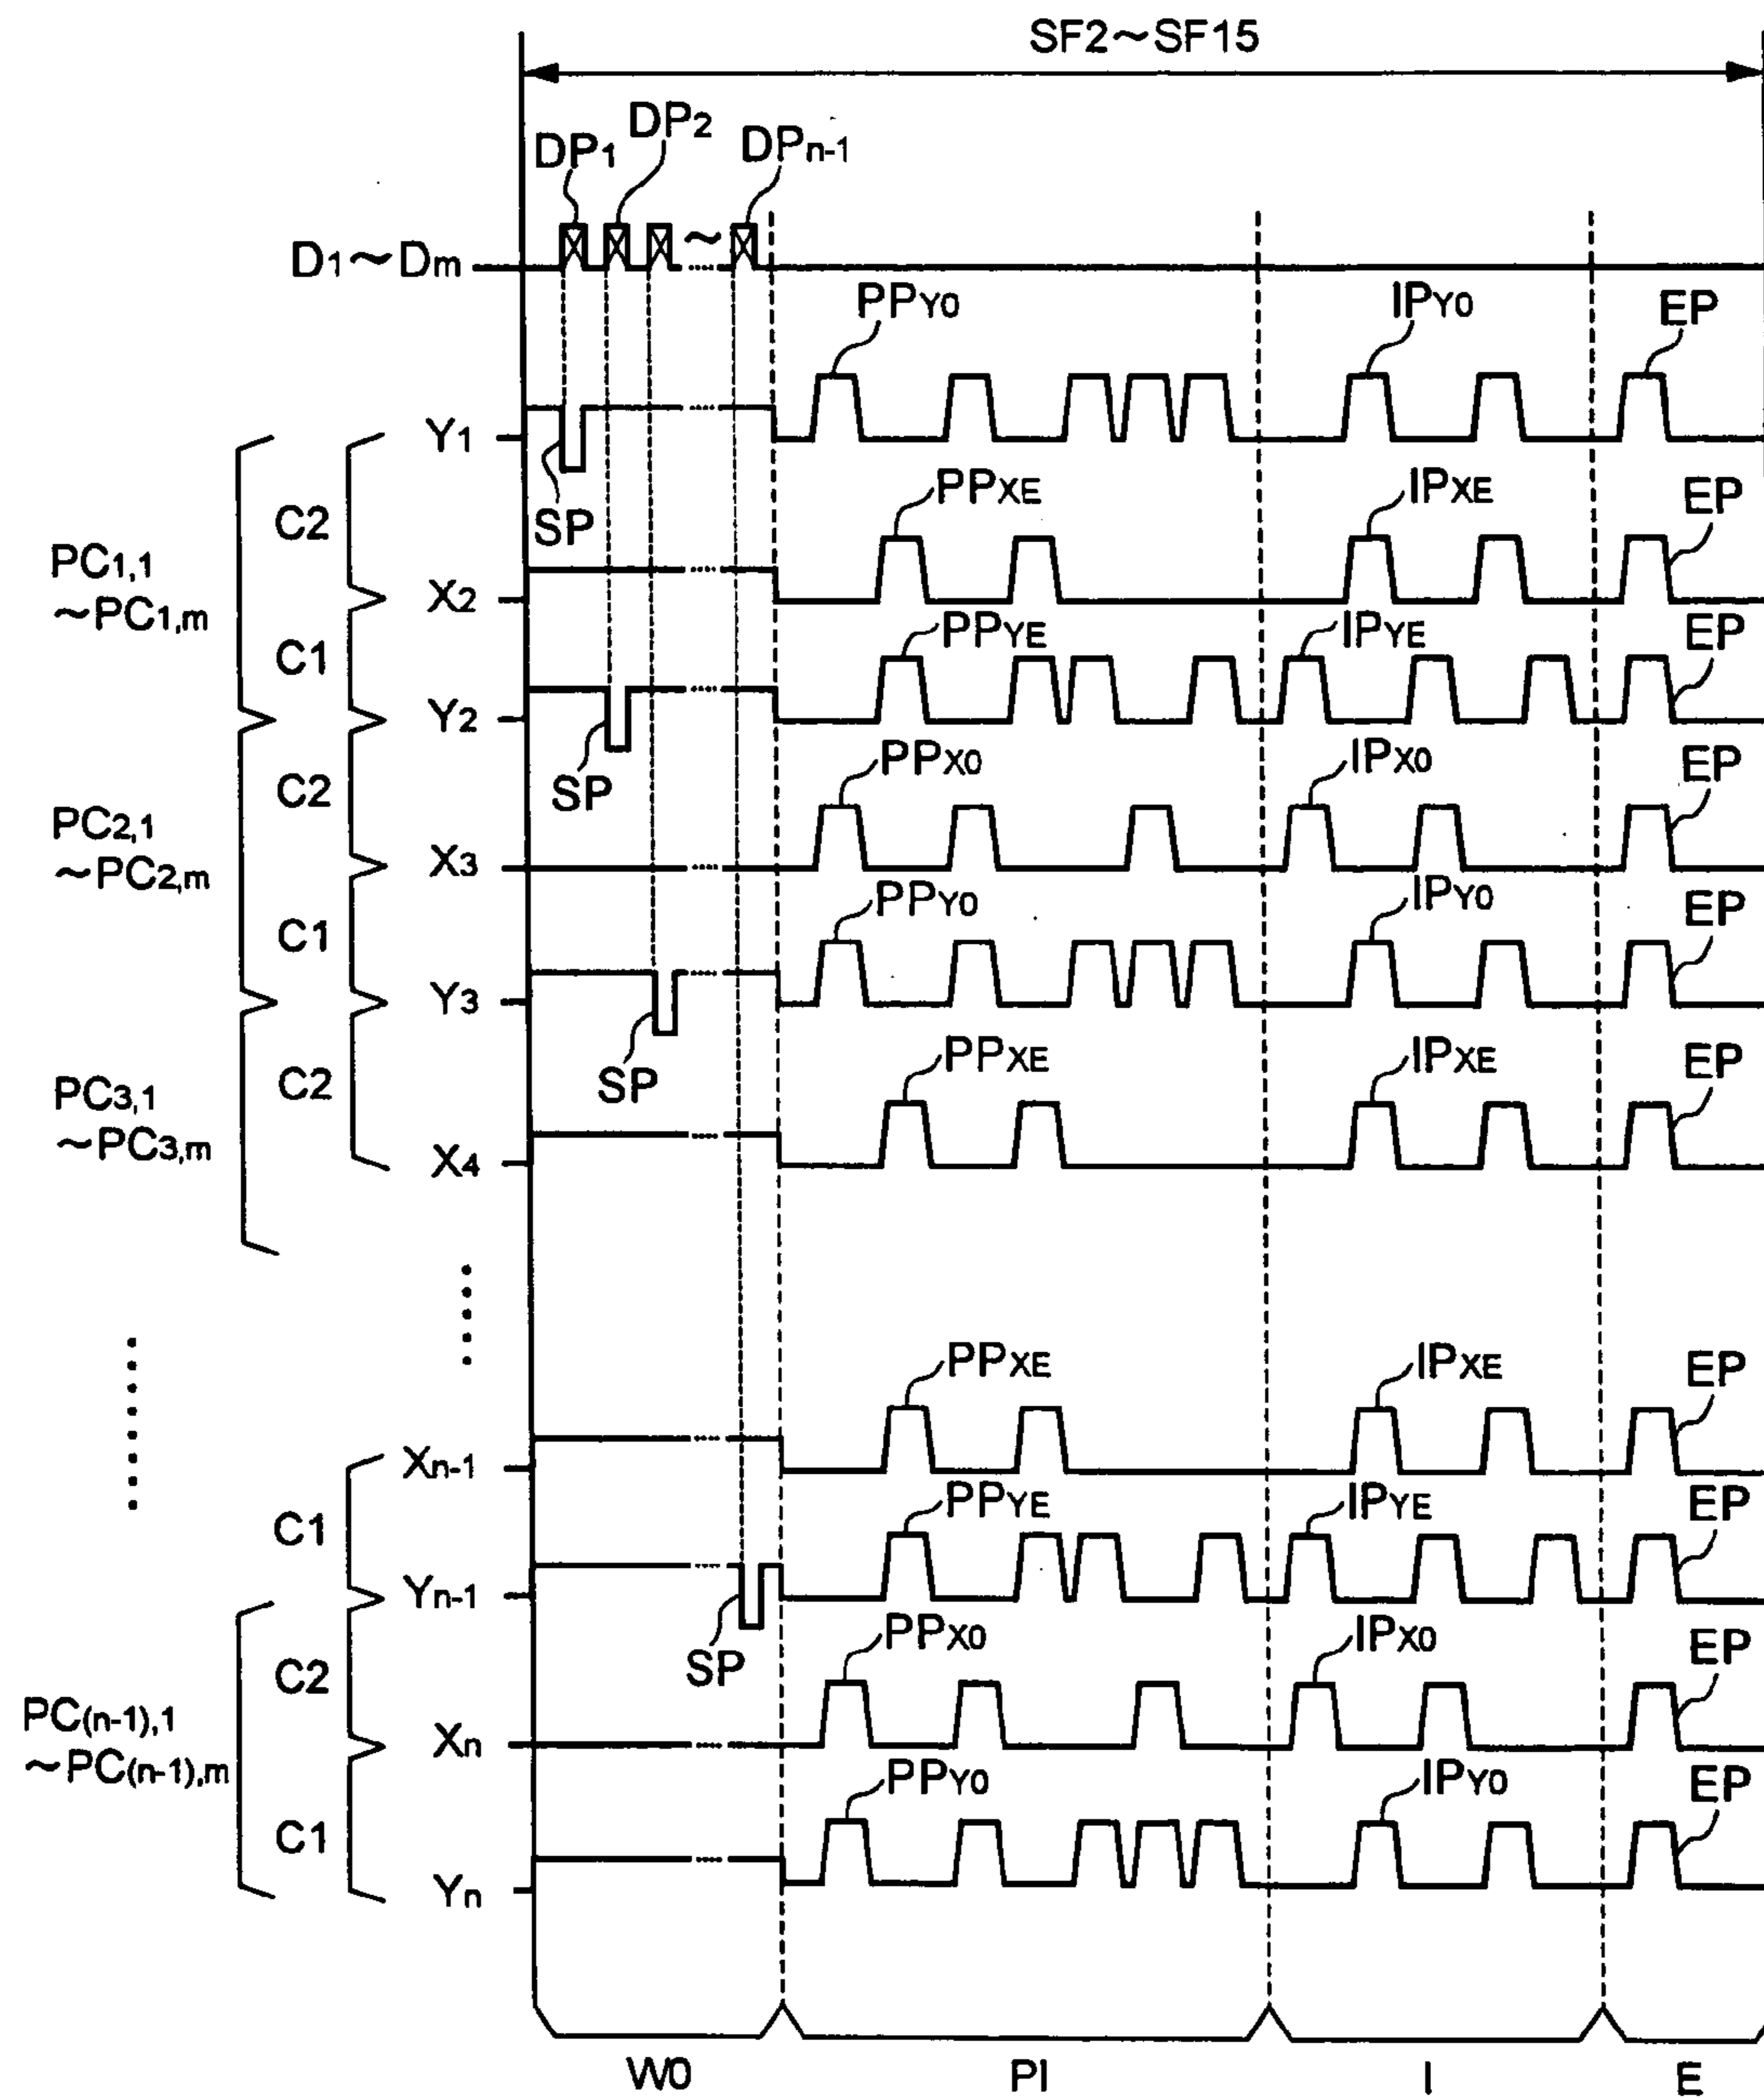 SF2～SF15
DP1 DP2 DPn-1
D1～Dm
PPY0 IPY0 EP
Y1
SP
PPXE IPXE EP
C2
PC1,1
～PC1,m
X2
PPYE IPYE EP
C1
Y2
SP
PPX0 IPX0 EP
C2
PC2,1
～PC2,m
X3
PPY0 IPY0 EP
C1
Y3
SP
PPXE IPXE EP
C2
PC3,1
～PC3,m
X4
PPXE IPXE EP
Xn-1
PPYE IPYE EP
C1
Yn-1
SP
PPX0 IPX0 EP
C2
PC(n-1),1
～PC(n-1),m
Xn
PPY0 IPY0 EP
C1
Yn
W0 PI I E